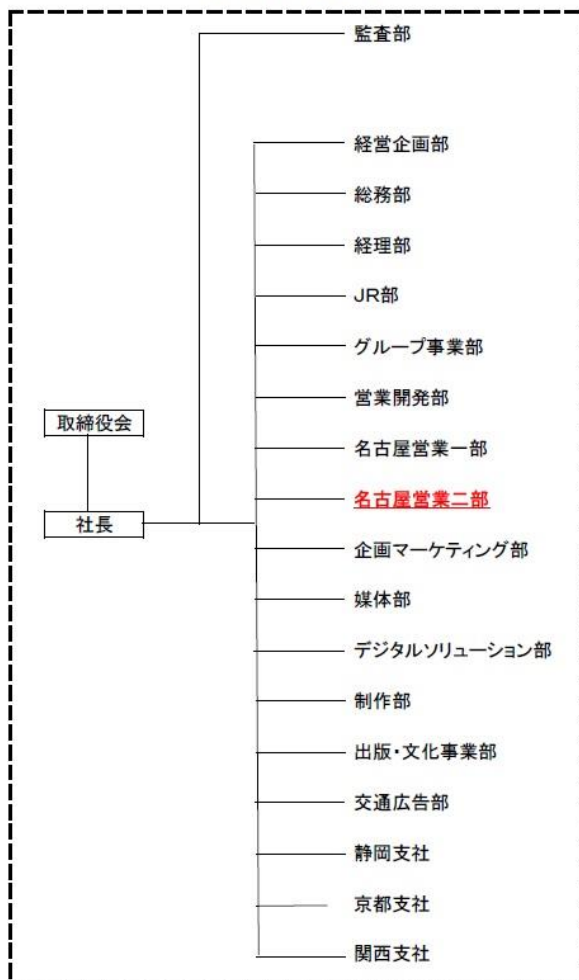 監査部
経営企画部
総務部
経理部
JR部
グループ事業部
営業開発部
取締役会
名古屋営業一部
名古屋営業二部
社長
企画マーケティング部
媒体部
デジタルソリューション部
制作部
出版・文化事業部
交通広告部
静岡支社
京都支社
関西支社